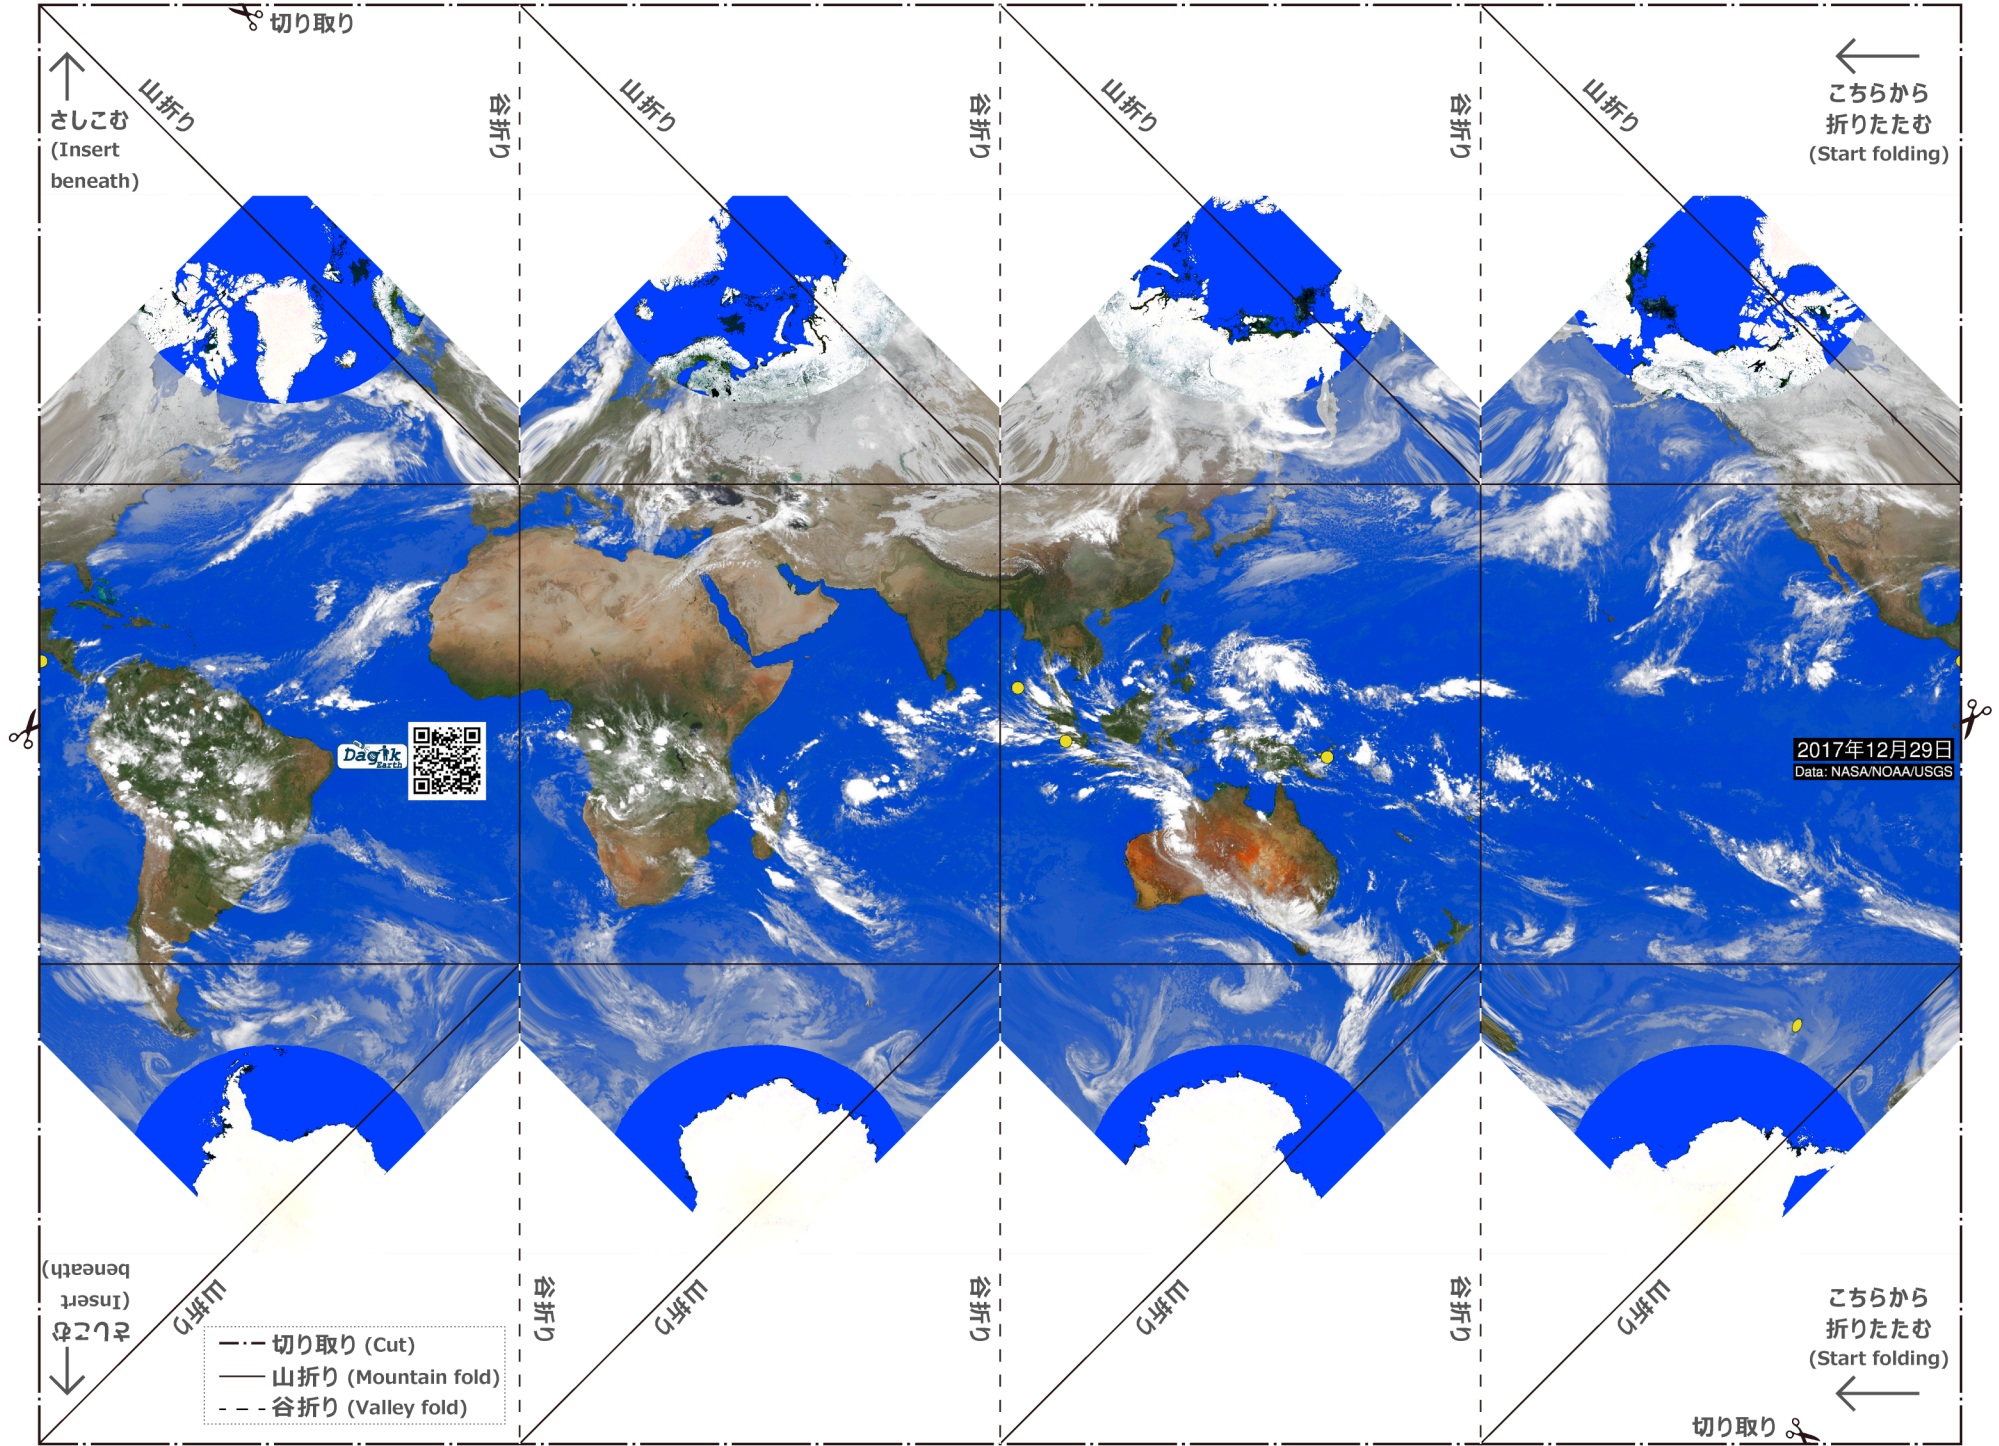 切り取り
山折り
谷折り
山折り
谷折り
山折り
谷折り
山折り
こちらから
折りたたむ
(Start folding)
さしこむ
(Insert
beneath)
Dagik
Earth
2017年12月29日
Data: NASA/NOAA/USGS
さしこむ
(Insert
beneath)
山折り
谷折り
山折り
谷折り
山折り
谷折り
山折り
こちらから
折りたたむ
(Start folding)
切り取り (Cut)
山折り (Mountain fold)
谷折り (Valley fold)
切り取り